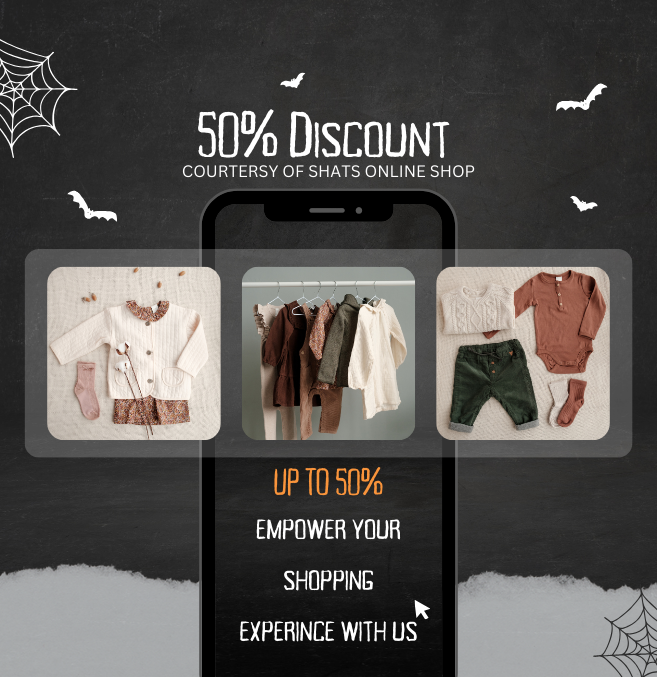 50% Discount
COURTERSY OF SHATS ONLINE SHOP
UP TO 50%
EMPOWER YOUR
SHOPPING
EXPERINCE WITH US